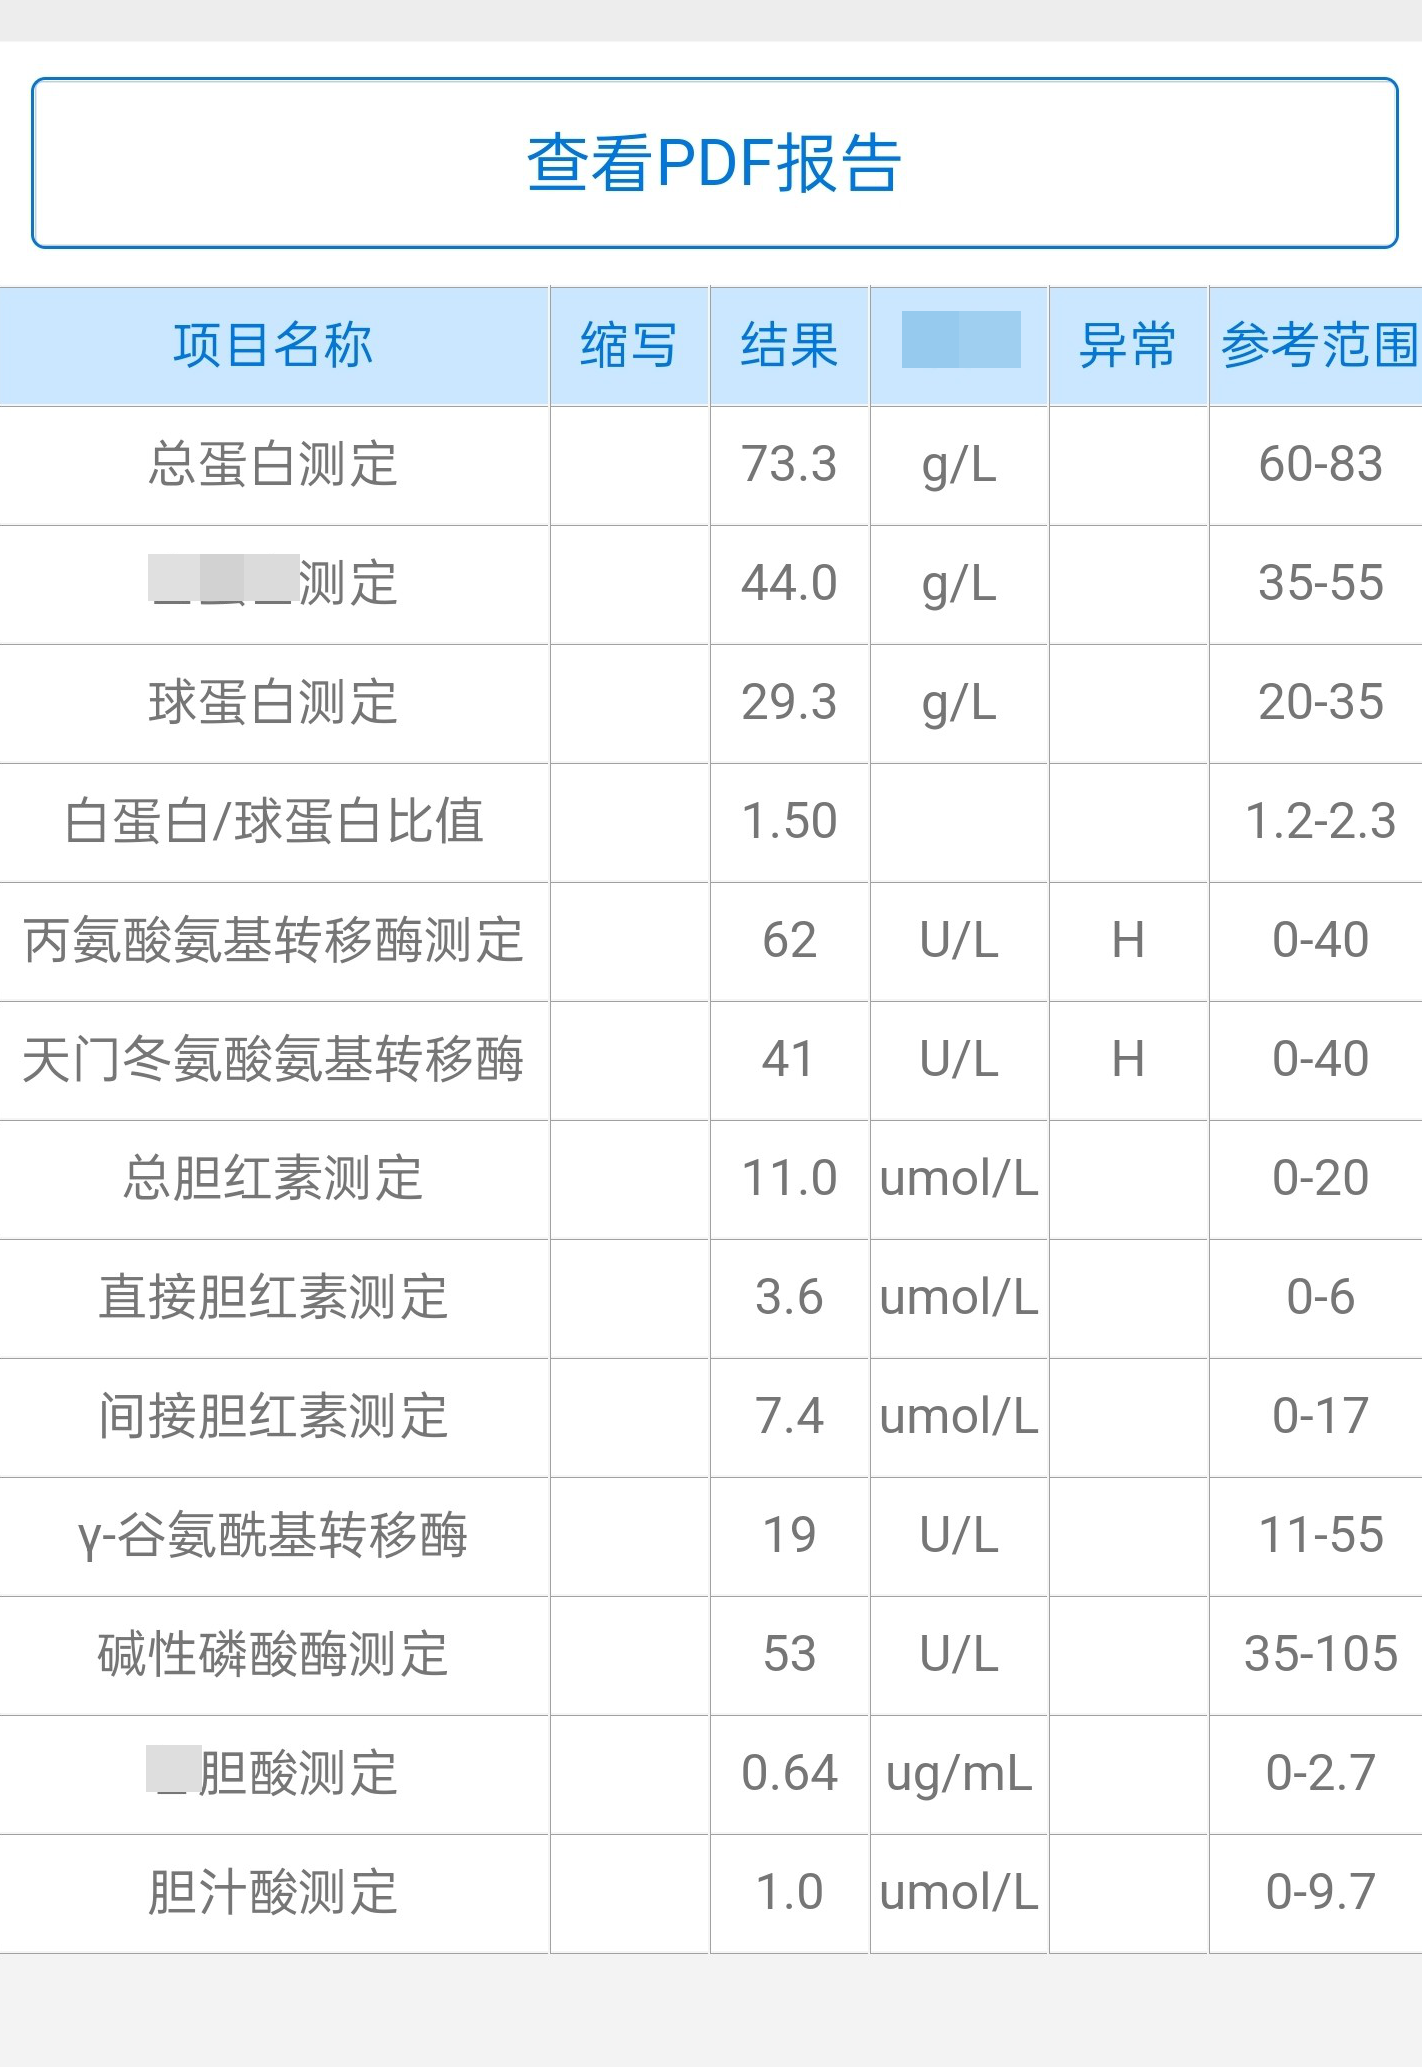 查看PDF报告
项目名称 缩写 结果 异常 参考范围
总蛋白测定 73.3 g/L 60-83
测定 44.0 g/L 35-55
球蛋白测定 29.3 g/L 20-35
白蛋白/球蛋白比值 1.50 1.2-2.3
丙氨酸氨基转移酶测定 62 U/L H 0-40
天门冬氨酸氨基转移酶 41 U/L H 0-40
总胆红素测定 11.0 umol/L 0-20
直接胆红素测定 3.6 umol/L 0-6
间接胆红素测定 7.4 umol/L 0-17
γ-谷氨酰基转移酶 19 U/L 11-55
碱性磷酸酶测定 53 U/L 35-105
胆酸测定 0.64 ug/mL 0-2.7
胆汁酸测定 1.0 umol/L 0-9.7